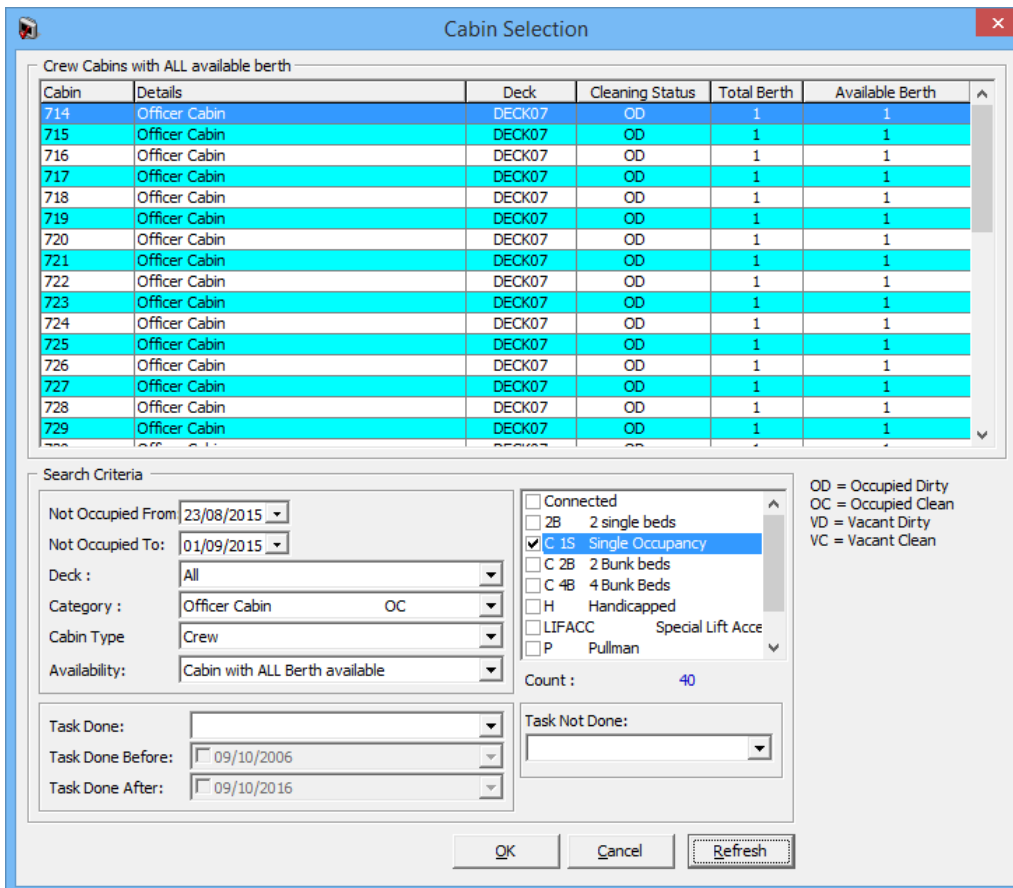 Cabin Selection
Crew Cabins with ALL available berth
Cabin Details Deck Cleaning Status Total Berth Available Berth
714 Officer Cabin DECK07 OD 1 1
715 Officer Cabin DECK07 OD 1 1
716 Officer Cabin DECK07 OD 1 1
717 Officer Cabin DECK07 OD 1 1
718 Officer Cabin DECK07 OD 1 1
719 Officer Cabin DECK07 OD 1 1
720 Officer Cabin DECK07 OD 1 1
721 Officer Cabin DECK07 OD 1 1
722 Officer Cabin DECK07 OD 1 1
723 Officer Cabin DECK07 OD 1 1
724 Officer Cabin DECK07 OD 1 1
725 Officer Cabin DECK07 OD 1 1
726 Officer Cabin DECK07 OD 1 1
727 Officer Cabin DECK07 OD 1 1
728 Officer Cabin DECK07 OD 1 1
729 Officer Cabin DECK07 OD 1 1
Search Criteria
Not Occupied From: 23/08/2015
Not Occupied To: 01/09/2015
Deck : All
Category : Officer Cabin OC
Cabin Type Crew
Availability: Cabin with ALL Berth available
Connected
2B 2 single beds
C 1S Single Occupancy
C 2B 2 Bunk beds
C 4B 4 Bunk Beds
H Handicapped
LIFACC Special Lift Acce
P Pullman
Count : 40
OD = Occupied Dirty
OC = Occupied Clean
VD = Vacant Dirty
VC = Vacant Clean
Task Done:
Task Done Before: 09/10/2006
Task Done After: 09/10/2016
Task Not Done:
OK Cancel Refresh